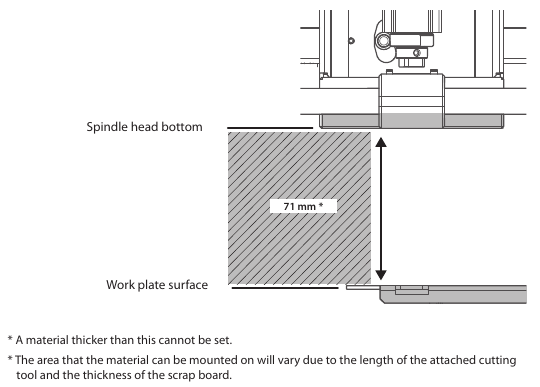 Spindle head bottom
71 mm *
Work plate surface
* A material thicker than this cannot be set.
* The area that the material can be mounted on will vary due to the length of the attached cutting
tool and the thickness of the scrap board.